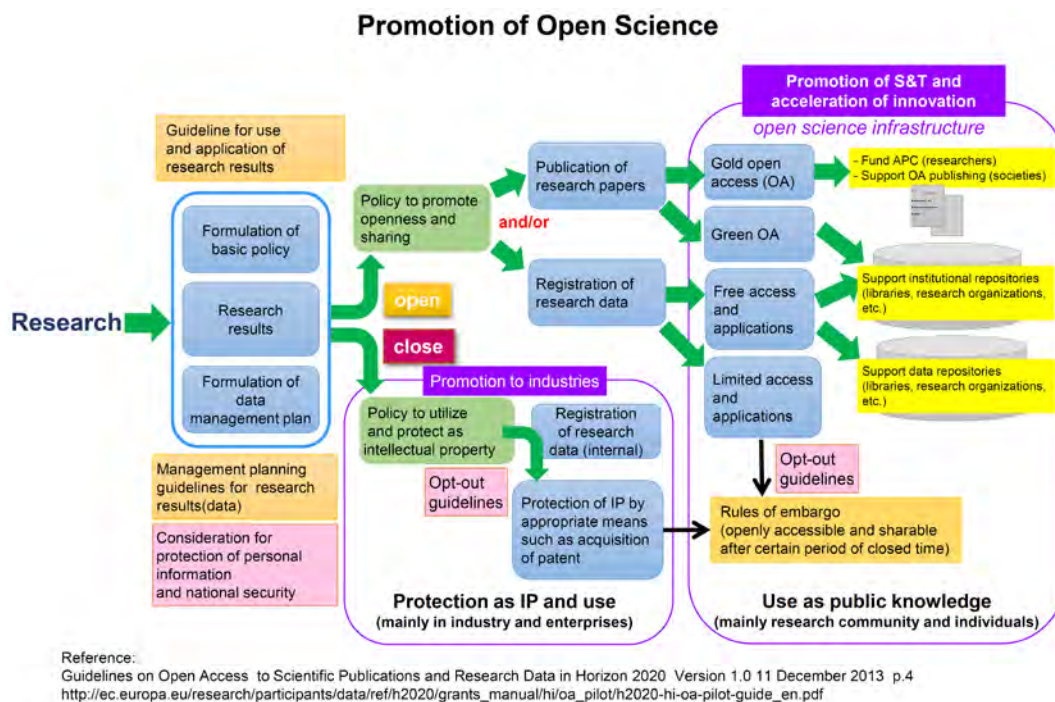 Promotion of Open Science
Promotion of S&T and
acceleration of innovation
open science infrastructure
Guideline for use
and application of
research results
Publication of
research papers
Gold open
access (OA)
- Fund APC (researchers)
- Support OA publishing (societies)
Policy to promote
openness and
sharing
and/or
Formulation of
basic policy
Green OA
Registration of
research data
Free access
and
applications
Support institutional repositories
(libraries, research organizations,
etc.)
Research
Research
results
open
close
Formulation of
data
management plan
Limited access
and
applications
Support data repositories
(libraries, research organizations,
etc.)
Promotion to industries
Policy to utilize
and protect as
intellectual property
Registration
of research
data (internal)
Opt-out
guidelines
Opt-out
guidelines
Management planning
guidelines for research
results(data)
Protection of IP by
appropriate means
such as acquisition
of patent
Rules of embargo
(openly accessible and sharable
after certain period of closed time)
Consideration for
protection of personal
information
and national security
Protection as IP and use
(mainly in industry and enterprises)
Use as public knowledge
(mainly research community and individuals)
Reference:
Guidelines on Open Access to Scientific Publications and Research Data in Horizon 2020 Version 1.0 11 December 2013 p.4
http://ec.europa.eu/research/participants/data/ref/h2020/grants_manual/hi/oa_pilot/h2020-hi-oa-pilot-guide_en.pdf